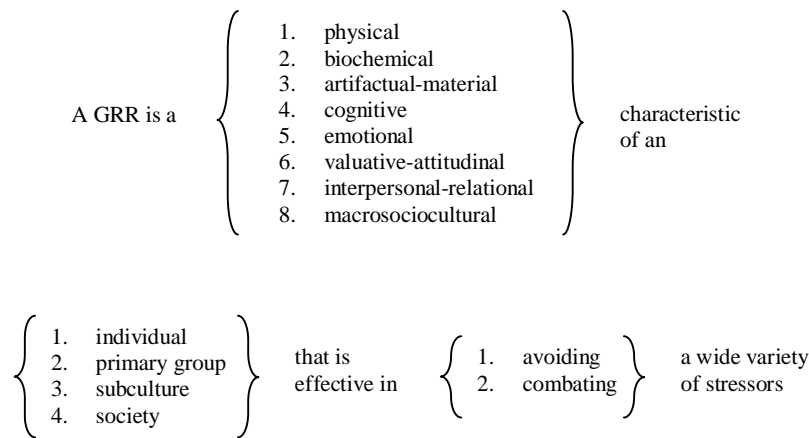 A GRR is a
1. physical
2. biochemical
3. artifactual-material
4. cognitive
5. emotional
6. valuative-attitudinal
7. interpersonal-relational
8. macrosociocultural
characteristic
of an
1. individual
2. primary group
3. subculture
4. society
that is
effective in
1. avoiding
2. combating
a wide variety
of stressors